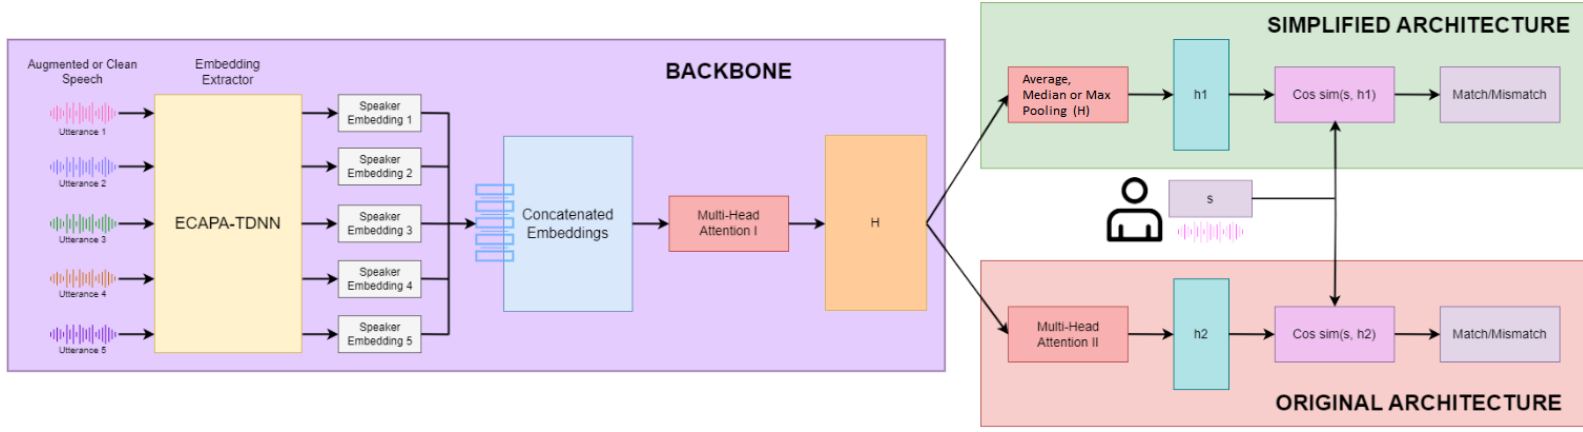 Augmented or Clean
Speech
Utterance 1
Utterance 2
Utterance 3
Utterance 4
Utterance 5
Embedding
Extractor
ECAPA-TDNN
Speaker
Embedding 1
Speaker
Embedding 2
Speaker
Embedding 3
Speaker
Embedding 4
Speaker
Embedding 5
BACKBONE
Concatenated
Embeddings
Multi-Head
Attention I
H
SIMPLIFIED ARCHITECTURE
Average,
Median or Max
Pooling (H)
h1
Cos sim(s, h1)
Match/Mismatch
s
Multi-Head
Attention II
h2
Cos sim(s, h2)
Match/Mismatch
ORIGINAL ARCHITECTURE